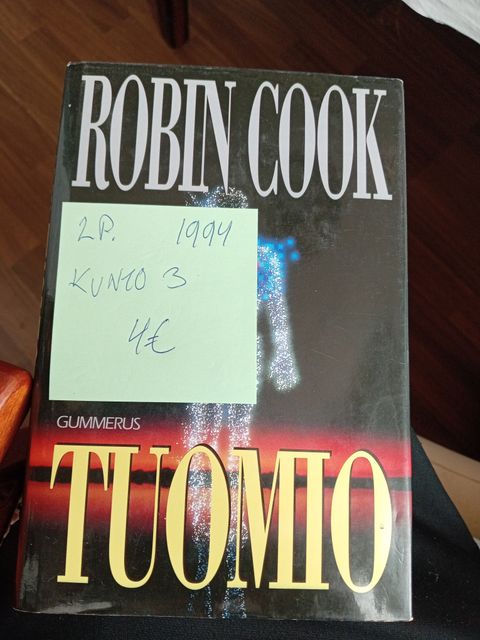 ROBIN COOK
2P. 1994
KUNTO 3
4€
GUMMERUS
TUOMIO